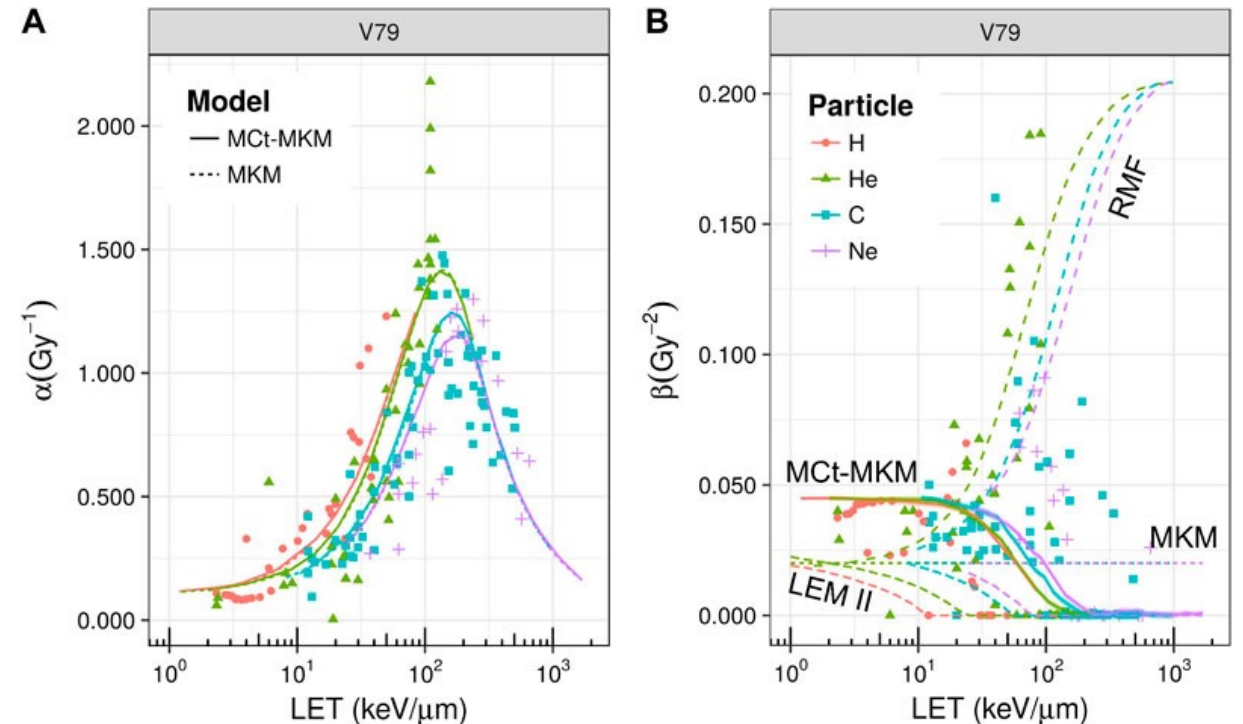 A
V79
Model
MCt-MKM
MKM
2.000
1.500
1.000
0.500
0.000
α(Gy⁻¹)
10⁰ 10¹ 10² 10³
LET (keV/μm)
B
V79
Particle
H
He
C
Ne
RMF
MCt-MKM
MKM
LEM II
0.200
0.150
0.100
0.050
0.000
β(Gy⁻²)
10⁰ 10¹ 10² 10³
LET (keV/μm)